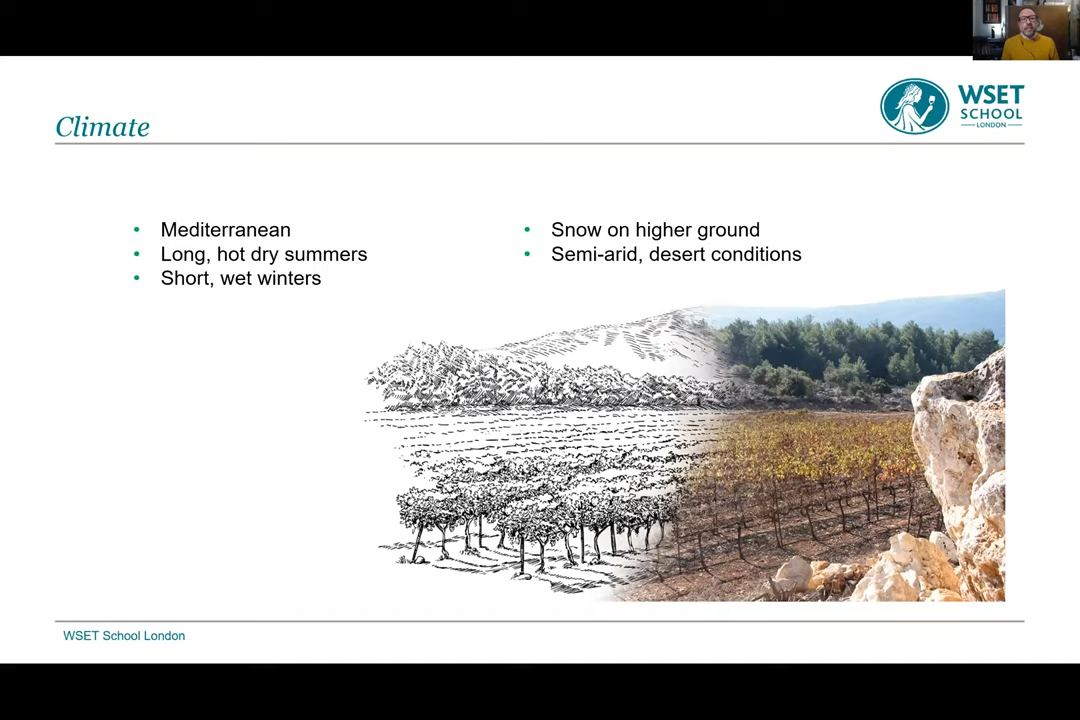 Climate
WSET
SCHOOL
LONDON
Mediterranean
Long, hot dry summers
Short, wet winters
Snow on higher ground
Semi-arid, desert conditions
WSET School London